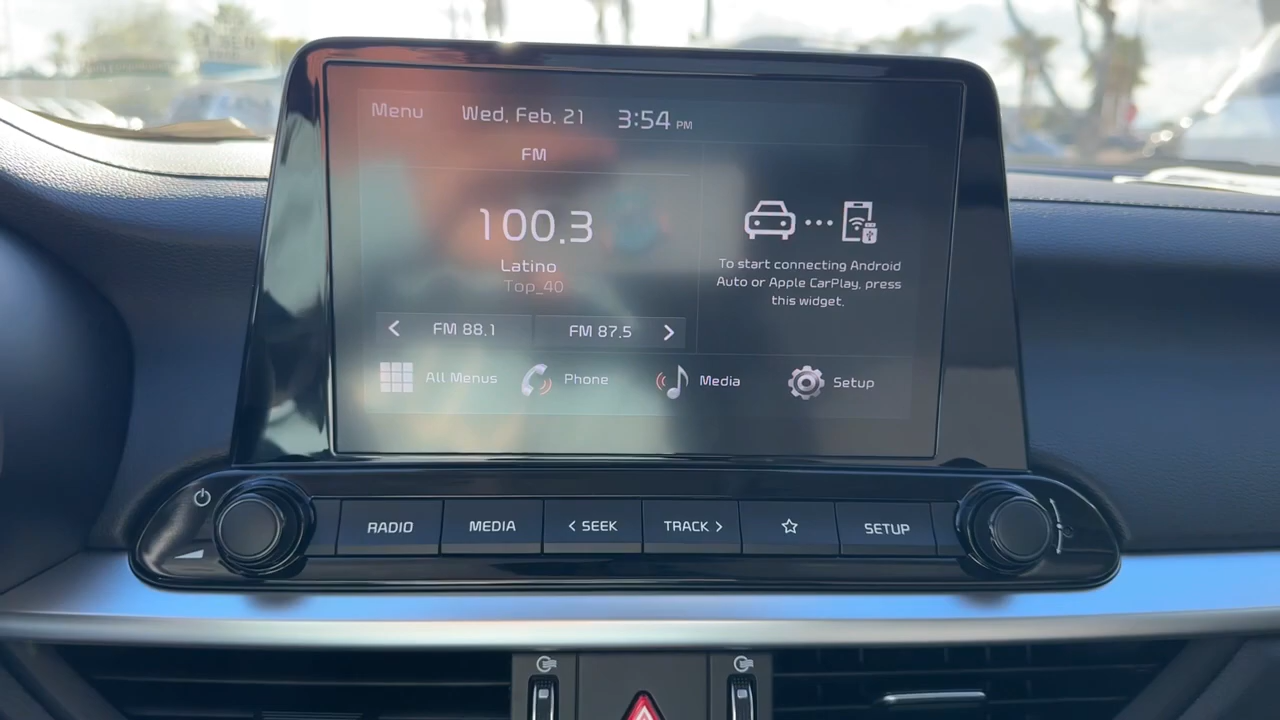 Menu Wed, Feb. 21 3:54 PM
FM
100.3
Latino
Top_40
To start connecting Android
Auto or Apple CarPlay, press
this widget.
< FM 88.1 FM 87.5 >
All Menus Phone Media Setup
RADIO MEDIA < SEEK TRACK > ☆ SETUP